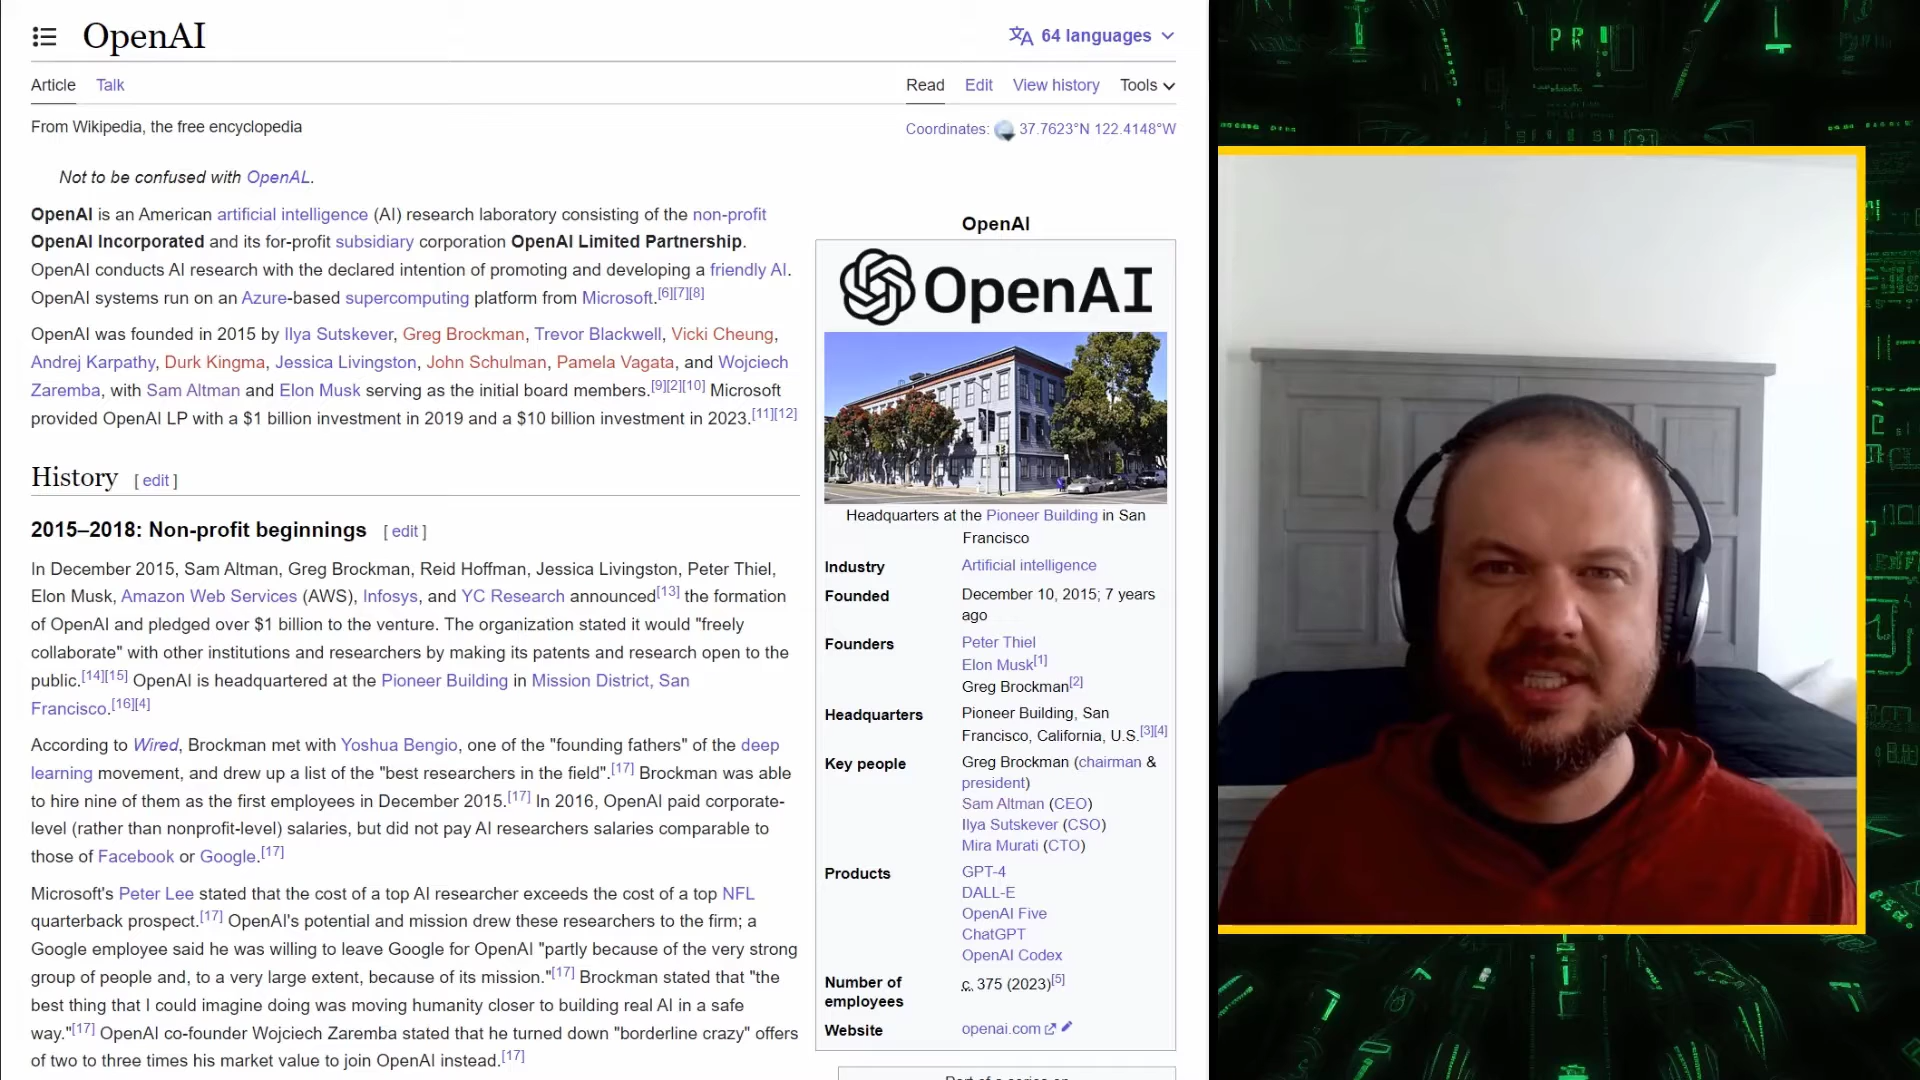 OpenAI
64 languages
Article Talk
Read Edit View history Tools
From Wikipedia, the free encyclopedia
Coordinates: 37.7623°N 122.4148°W
Not to be confused with OpenAL.
OpenAI is an American artificial intelligence (AI) research laboratory consisting of the non-profit
OpenAI Incorporated and its for-profit subsidiary corporation OpenAI Limited Partnership.
OpenAI conducts AI research with the declared intention of promoting and developing a friendly AI.
OpenAI systems run on an Azure-based supercomputing platform from Microsoft.[6][7][8]
OpenAI was founded in 2015 by Ilya Sutskever, Greg Brockman, Trevor Blackwell, Vicki Cheung,
Andrej Karpathy, Durk Kingma, Jessica Livingston, John Schulman, Pamela Vagata, and Wojciech
Zaremba, with Sam Altman and Elon Musk serving as the initial board members.[9][2][10] Microsoft
provided OpenAI LP with a $1 billion investment in 2019 and a $10 billion investment in 2023.[11][12]
History [ edit ]
2015–2018: Non-profit beginnings [ edit ]
In December 2015, Sam Altman, Greg Brockman, Reid Hoffman, Jessica Livingston, Peter Thiel,
Elon Musk, Amazon Web Services (AWS), Infosys, and YC Research announced[13] the formation
of OpenAI and pledged over $1 billion to the venture. The organization stated it would "freely
collaborate" with other institutions and researchers by making its patents and research open to the
public.[14][15] OpenAI is headquartered at the Pioneer Building in Mission District, San
Francisco.[16][4]
According to Wired, Brockman met with Yoshua Bengio, one of the "founding fathers" of the deep
learning movement, and drew up a list of the "best researchers in the field".[17] Brockman was able
to hire nine of them as the first employees in December 2015.[17] In 2016, OpenAI paid corporate-
level (rather than nonprofit-level) salaries, but did not pay AI researchers salaries comparable to
those of Facebook or Google.[17]
Microsoft's Peter Lee stated that the cost of a top AI researcher exceeds the cost of a top NFL
quarterback prospect.[17] OpenAI's potential and mission drew these researchers to the firm; a
Google employee said he was willing to leave Google for OpenAI "partly because of the very strong
group of people and, to a very large extent, because of its mission."[17] Brockman stated that "the
best thing that I could imagine doing was moving humanity closer to building real AI in a safe
way."[17] OpenAI co-founder Wojciech Zaremba stated that he turned down "borderline crazy" offers
of two to three times his market value to join OpenAI instead.[17]
OpenAI
OpenAI
Headquarters at the Pioneer Building in San
Francisco
Industry Artificial intelligence
Founded December 10, 2015; 7 years
ago
Founders Peter Thiel
Elon Musk[1]
Greg Brockman[2]
Headquarters Pioneer Building, San
Francisco, California, U.S.[3][4]
Key people Greg Brockman (chairman &
president)
Sam Altman (CEO)
Ilya Sutskever (CSO)
Mira Murati (CTO)
Products GPT-4
DALL-E
OpenAI Five
ChatGPT
OpenAI Codex
Number of
employees c. 375 (2023)[5]
Website openai.com
Part of a series on